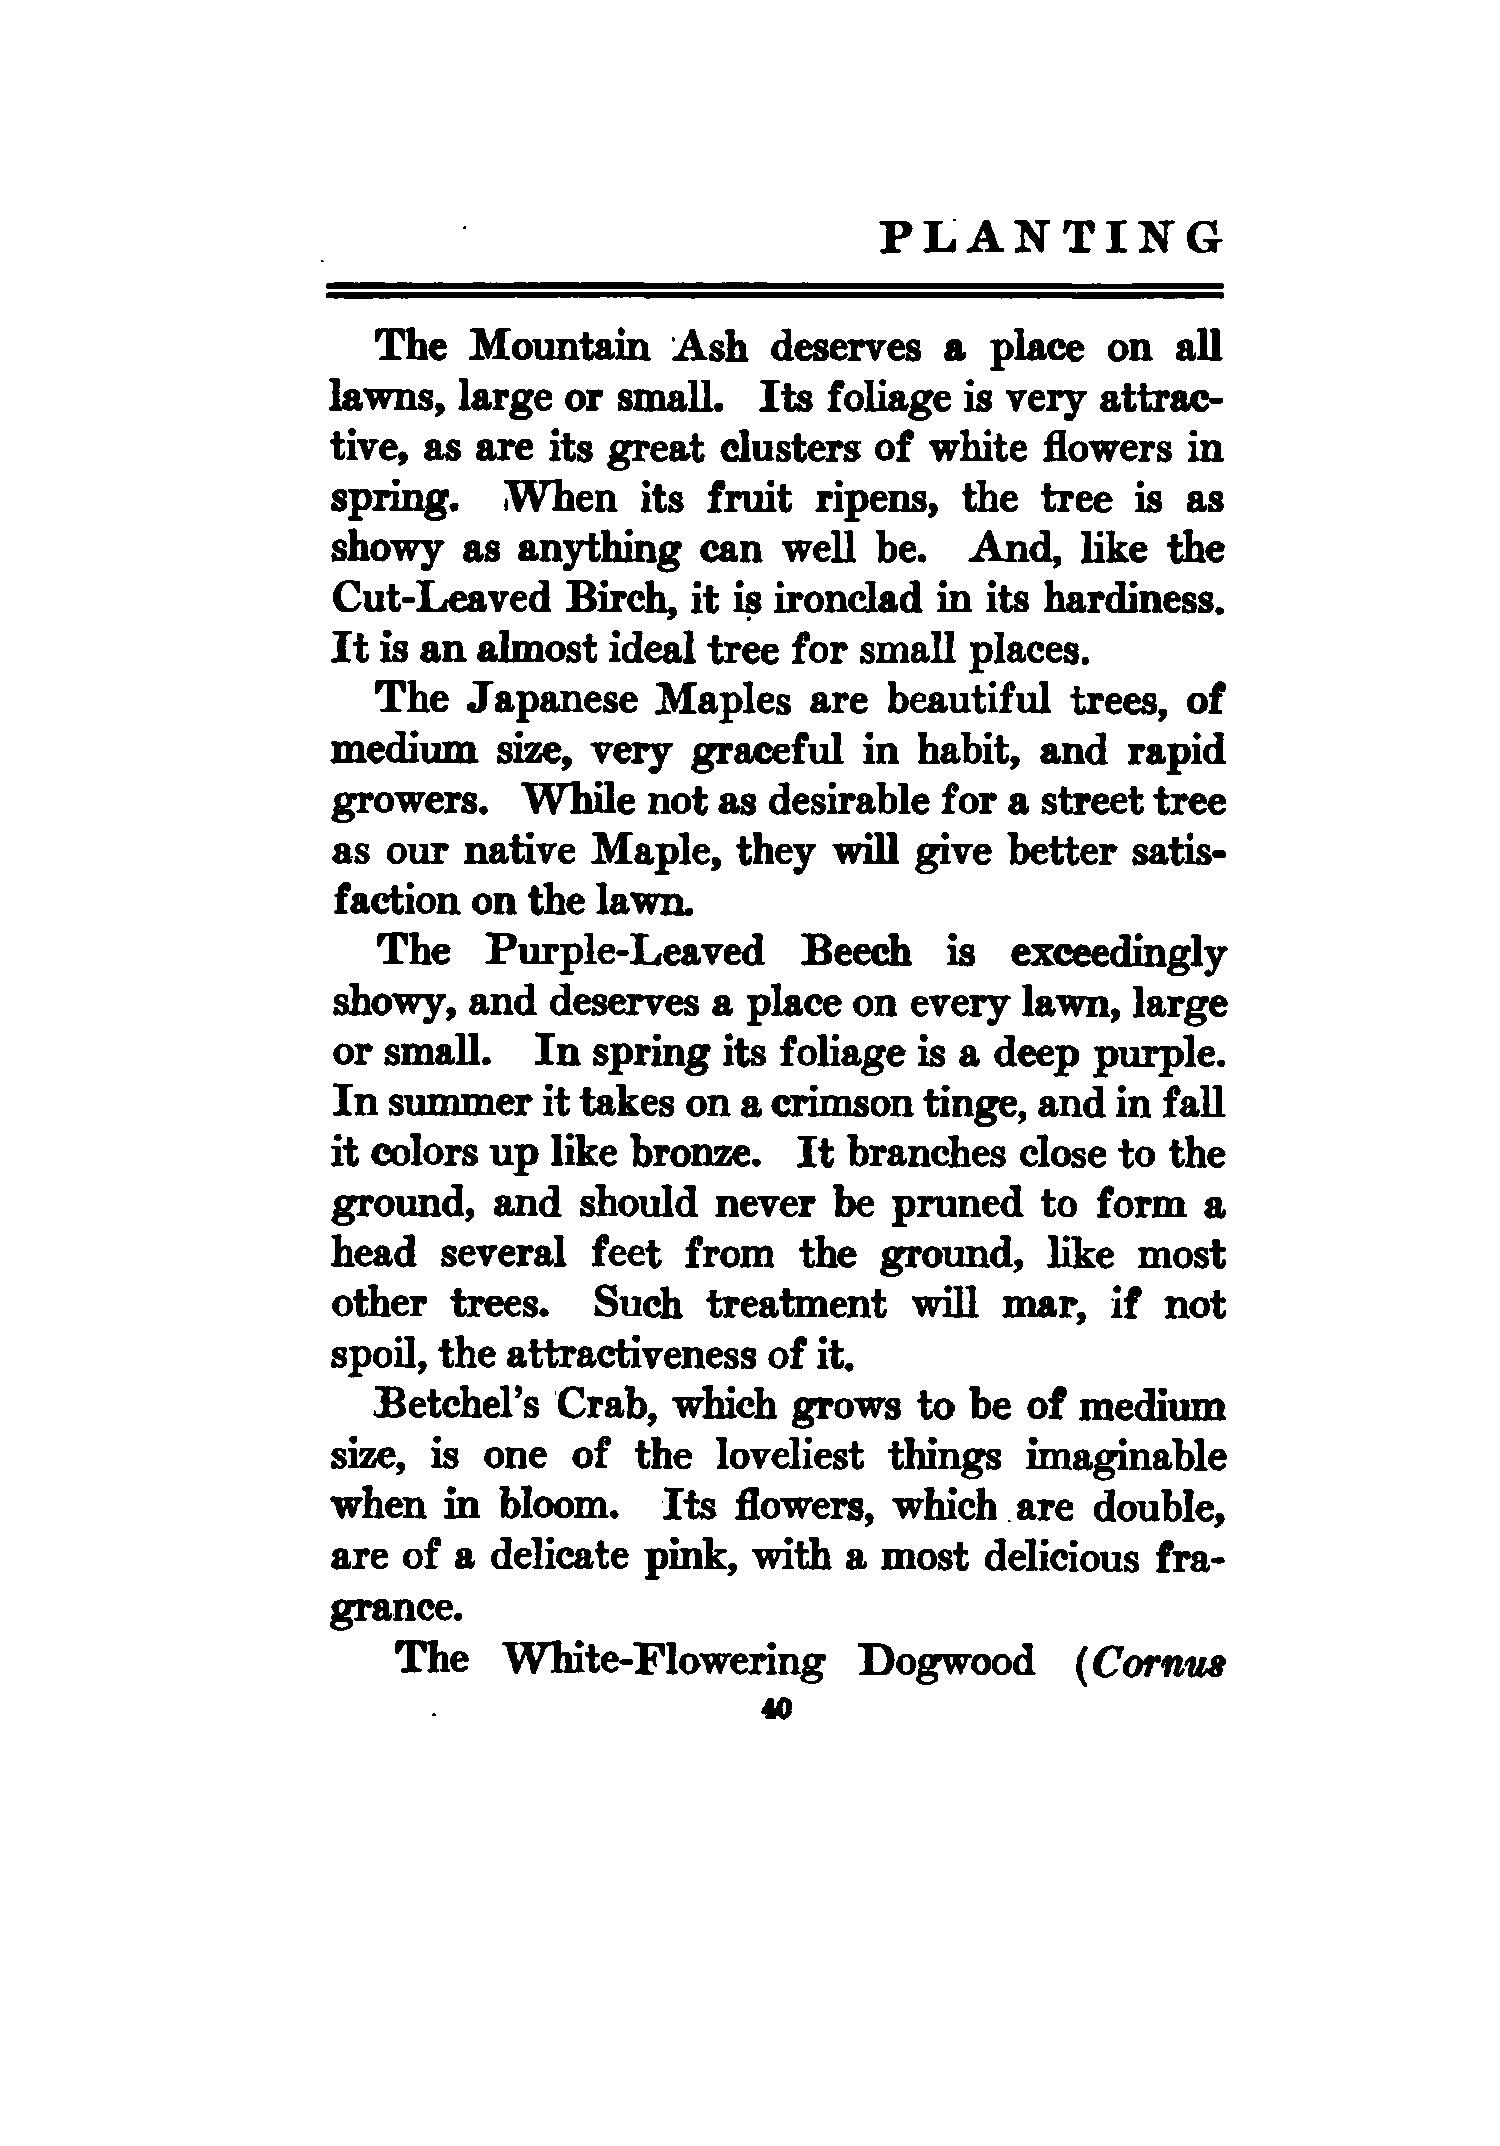 PLANTING
The Mountain Ash deserves a place on all
lawns, large or small. Its foliage is very attrac-
tive, as are its great clusters of white flowers in
spring. When its fruit ripens, the tree is as
showy as anything can well be. And, like the
Cut-Leaved Birch, it is ironclad in its hardiness.
It is an almost ideal tree for small places.
The Japanese Maples are beautiful trees, of
medium size, very graceful in habit, and rapid
growers. While not as desirable for a street tree
as our native Maple, they will give better satis-
faction on the lawn.
The Purple-Leaved Beech is exceedingly
showy, and deserves a place on every lawn, large
or small. In spring its foliage is a deep purple.
In summer it takes on a crimson tinge, and in fall
it colors up like bronze. It branches close to the
ground, and should never be pruned to form a
head several feet from the ground, like most
other trees. Such treatment will mar, if not
spoil, the attractiveness of it.
Betchel's Crab, which grows to be of medium
size, is one of the loveliest things imaginable
when in bloom. Its flowers, which are double,
are of a delicate pink, with a most delicious fra-
grance.
The White-Flowering Dogwood (Cornus
40